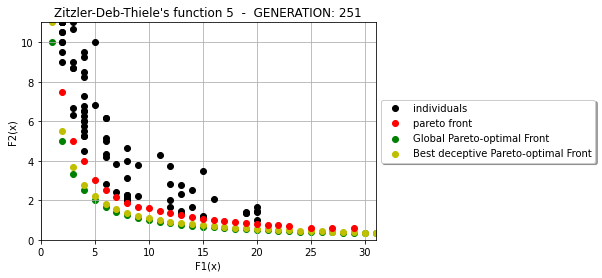 Zitzler-Deb-Thiele's function 5 - GENERATION: 251
10
8
6
4
2
0
F2(x)
0
5
10
15
20
25
30
F1(x)
individuals
pareto front
Global Pareto-optimal Front
Best deceptive Pareto-optimal Front